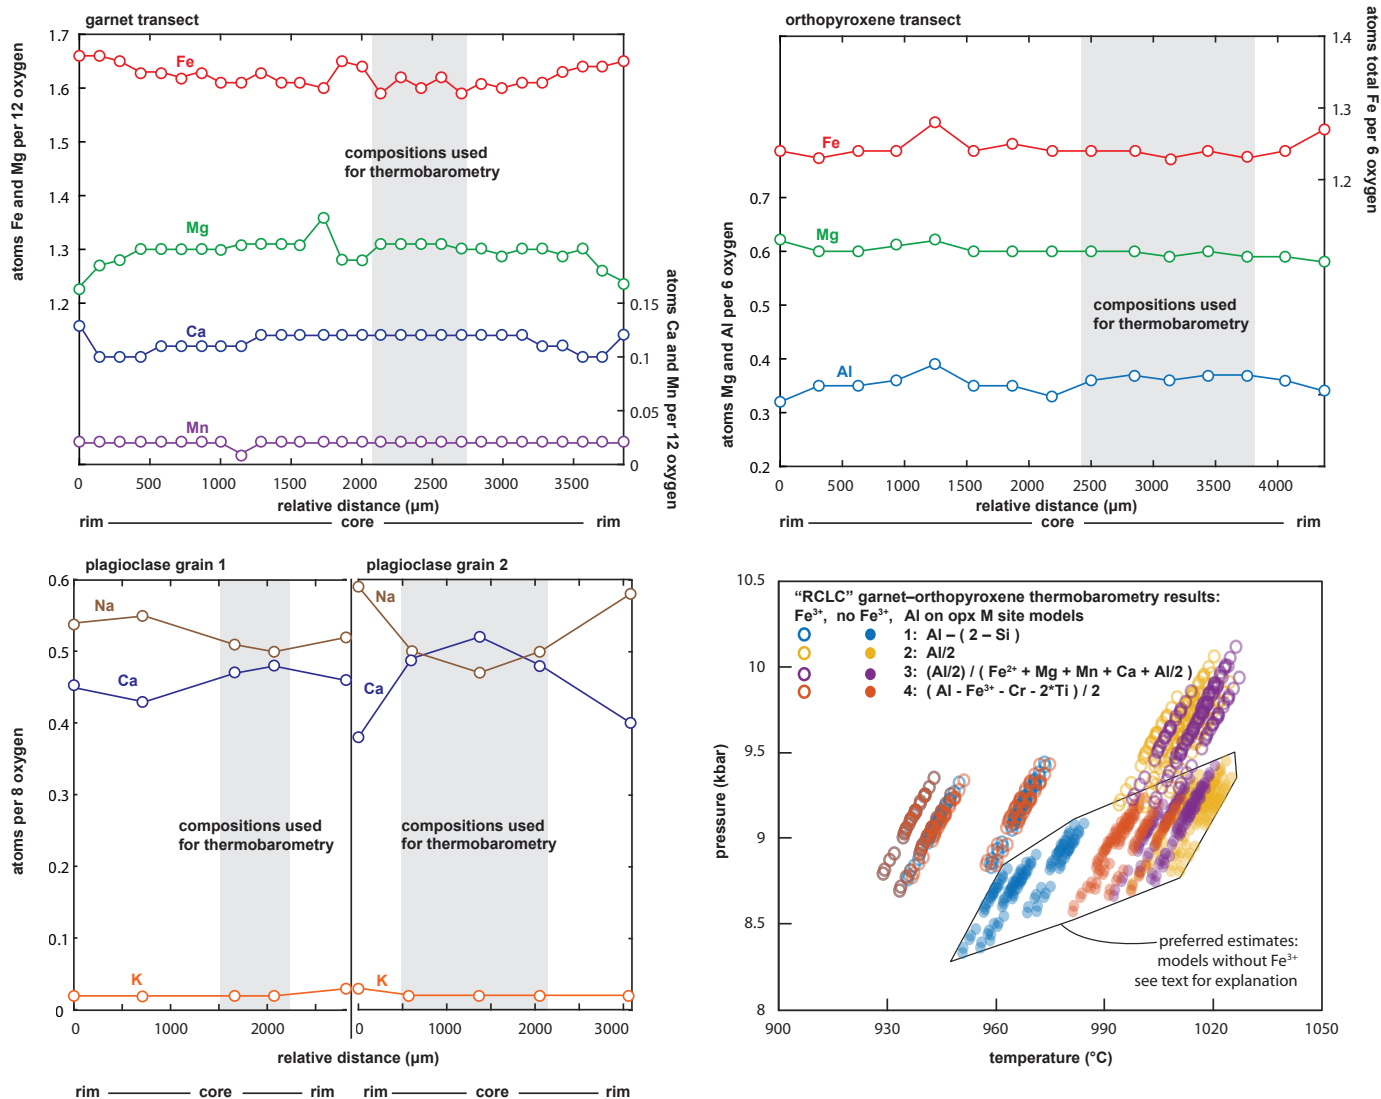 garnet transect
1.7
1.6
1.5
1.4
1.3
1.2
atoms Fe and Mg per 12 oxygen
Fe
compositions used
for thermobarometry
Mg
Ca
Mn
0.15
0.1
0.05
0
atoms Ca and Mn per 12 oxygen
0 500 1000 1500 2000 2500 3000 3500
relative distance (µm)
rim core rim
orthopyroxene transect
1.4
1.3
1.2
atoms total Fe per 6 oxygen
Fe
0.7
0.6
0.5
0.4
0.3
0.2
atoms Mg and Al per 6 oxygen
Mg
compositions used
for thermobarometry
Al
0 500 1000 1500 2000 2500 3000 3500 4000
relative distance (µm)
rim core rim
plagioclase grain 1
plagioclase grain 2
0.6
0.5
0.4
0.3
0.2
0.1
0
atoms per 8 oxygen
Na
Ca
compositions used
for thermobarometry
K
Na
Ca
compositions used
for thermobarometry
K
0 1000 2000
0 1000 2000 3000
relative distance (µm)
rim core rim
rim core rim
10.5
10
9.5
9
8.5
8
pressure (kbar)
“RCLC” garnet–orthopyroxene thermobarometry results:
Fe³⁺, no Fe³⁺, Al on opx M site models
1: Al – ( 2 – Si )
2: Al/2
3: (Al/2) / ( Fe²⁺ + Mg + Mn + Ca + Al/2 )
4: ( Al - Fe³⁺ - Cr - 2*Ti ) / 2
preferred estimates:
models without Fe³⁺
see text for explanation
900 930 960 990 1020 1050
temperature (°C)